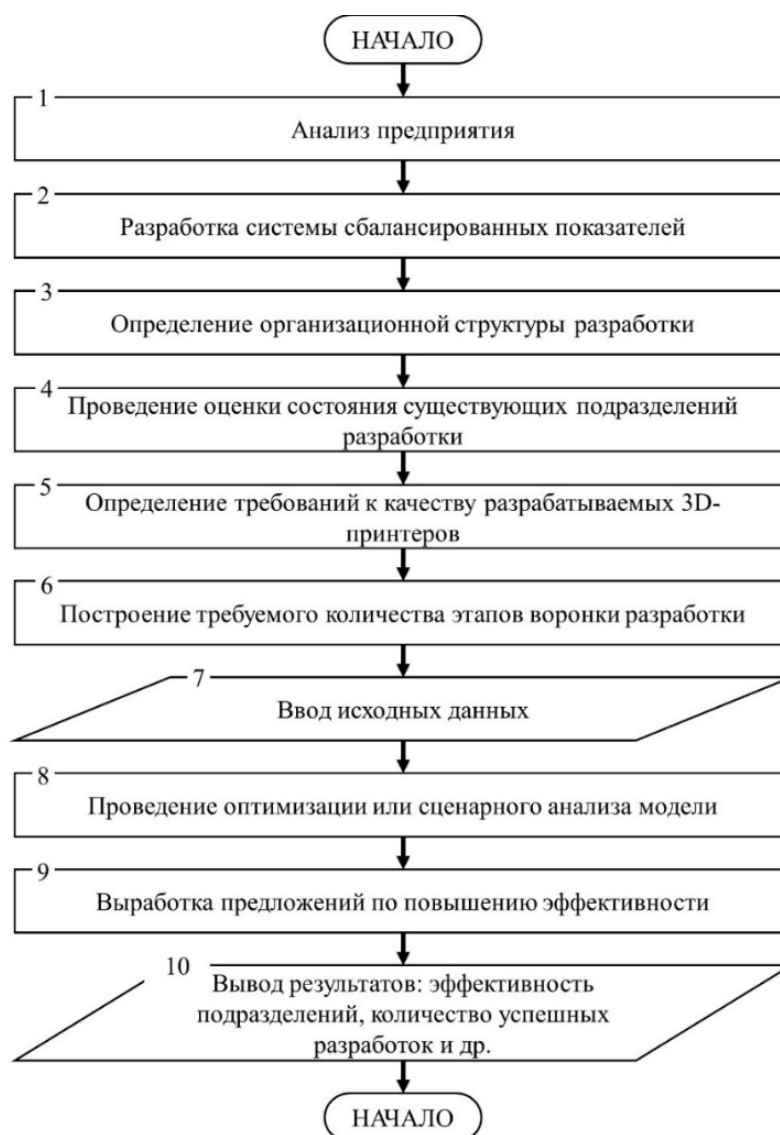 НАЧАЛО
1
Анализ предприятия
2
Разработка системы сбалансированных показателей
3
Определение организационной структуры разработки
4
Проведение оценки состояния существующих подразделений
разработки
5
Определение требований к качеству разрабатываемых 3D-
принтеров
6
Построение требуемого количества этапов воронки разработки
7
Ввод исходных данных
8
Проведение оптимизации или сценарного анализа модели
9
Выработка предложений по повышению эффективности
10
Вывод результатов: эффективность
подразделений, количество успешных
разработок и др.
НАЧАЛО